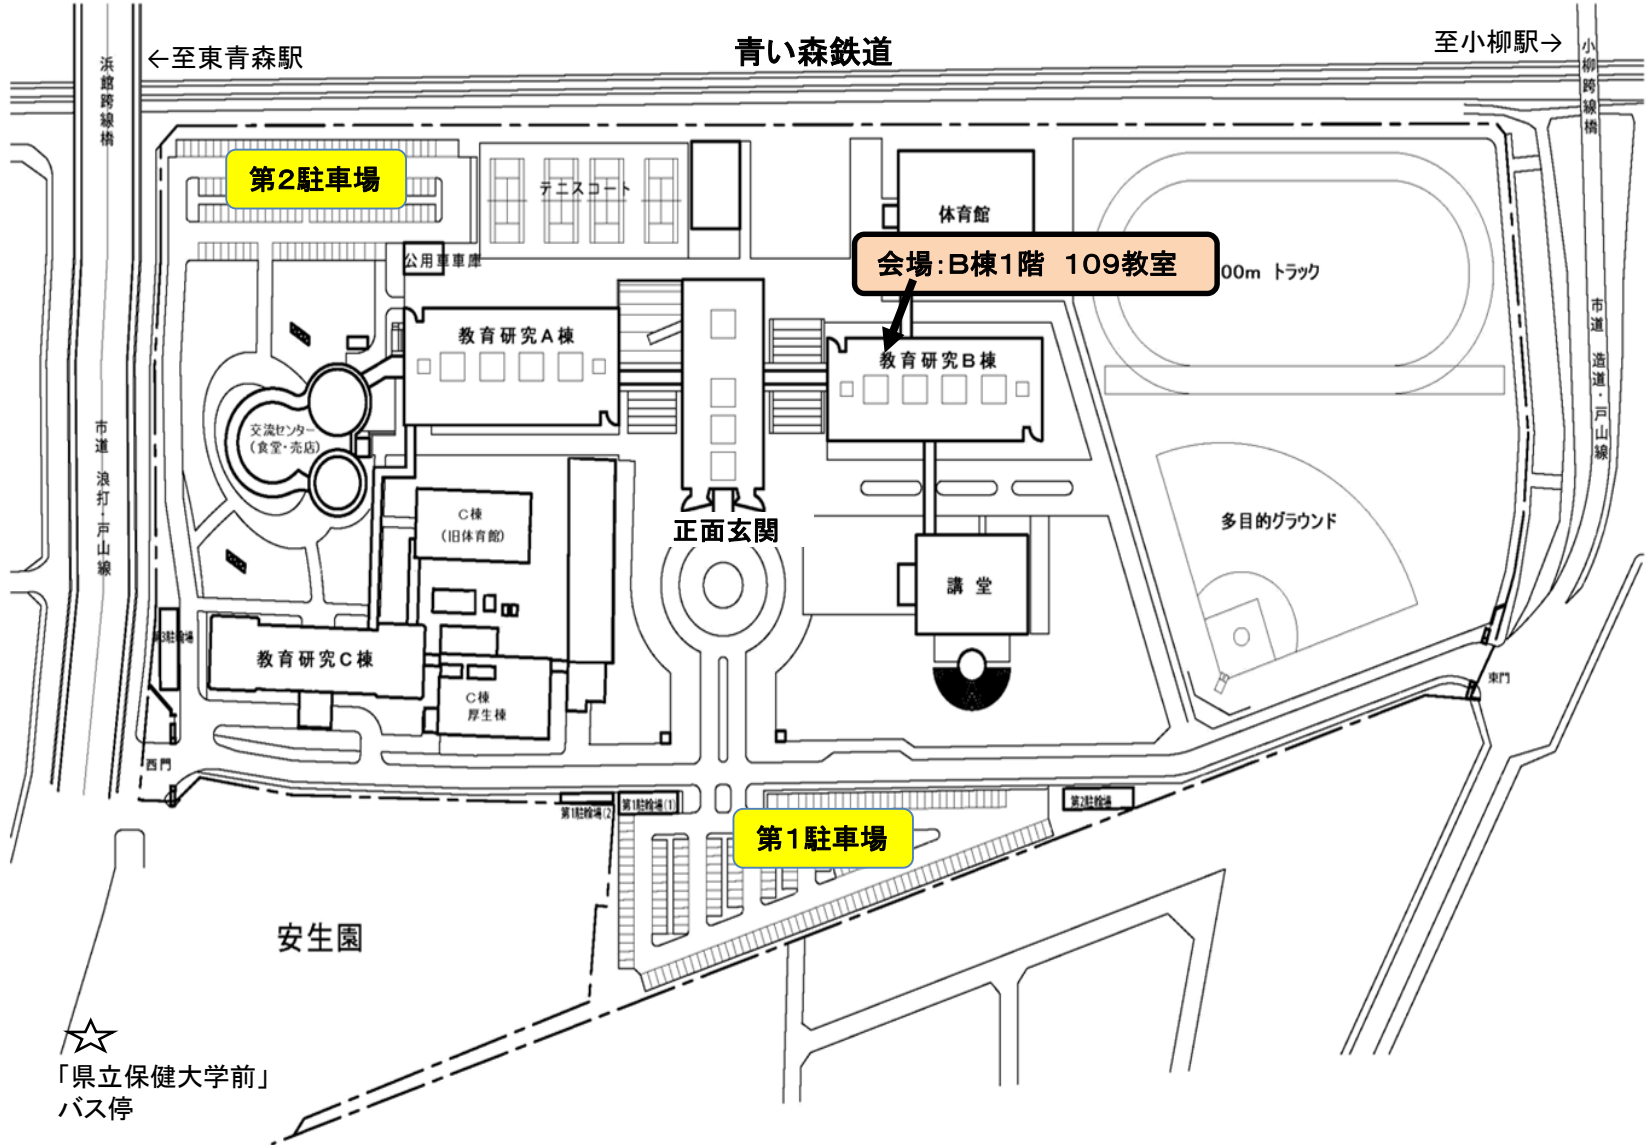 ←至東青森駅
青い森鉄道
至小柳駅→
浜館跨線橋
小柳跨線橋
第2駐車場
テニスコート
体育館
公用車車庫
会場:B棟1階　109教室
00m トラック
教育研究A棟
教育研究B棟
市道　造道・戸山線
交流センター
(食堂・売店)
市道　浪打・戸山線
C棟
(旧体育館)
正面玄関
多目的グラウンド
講堂
第3駐輪場
教育研究C棟
C棟
厚生棟
東門
西門
第1駐輪場(2
第1駐輪場(1)
第2駐輪場
第1駐車場
安生園
「県立保健大学前」
バス停